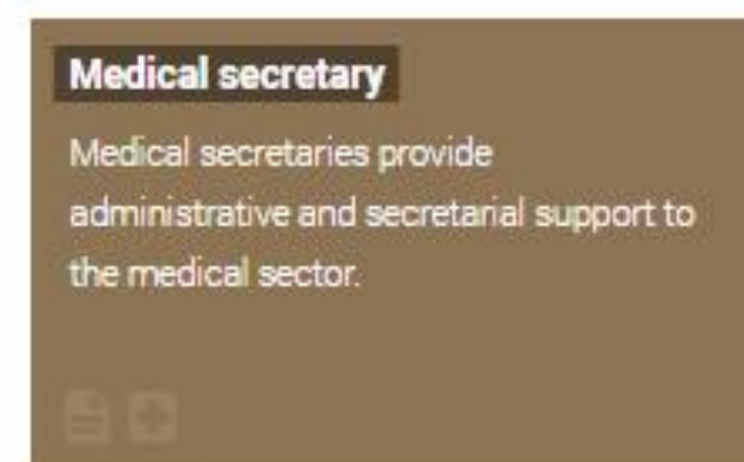 Medical secretary
Medical secretaries provide
administrative and secretarial support to
the medical sector.